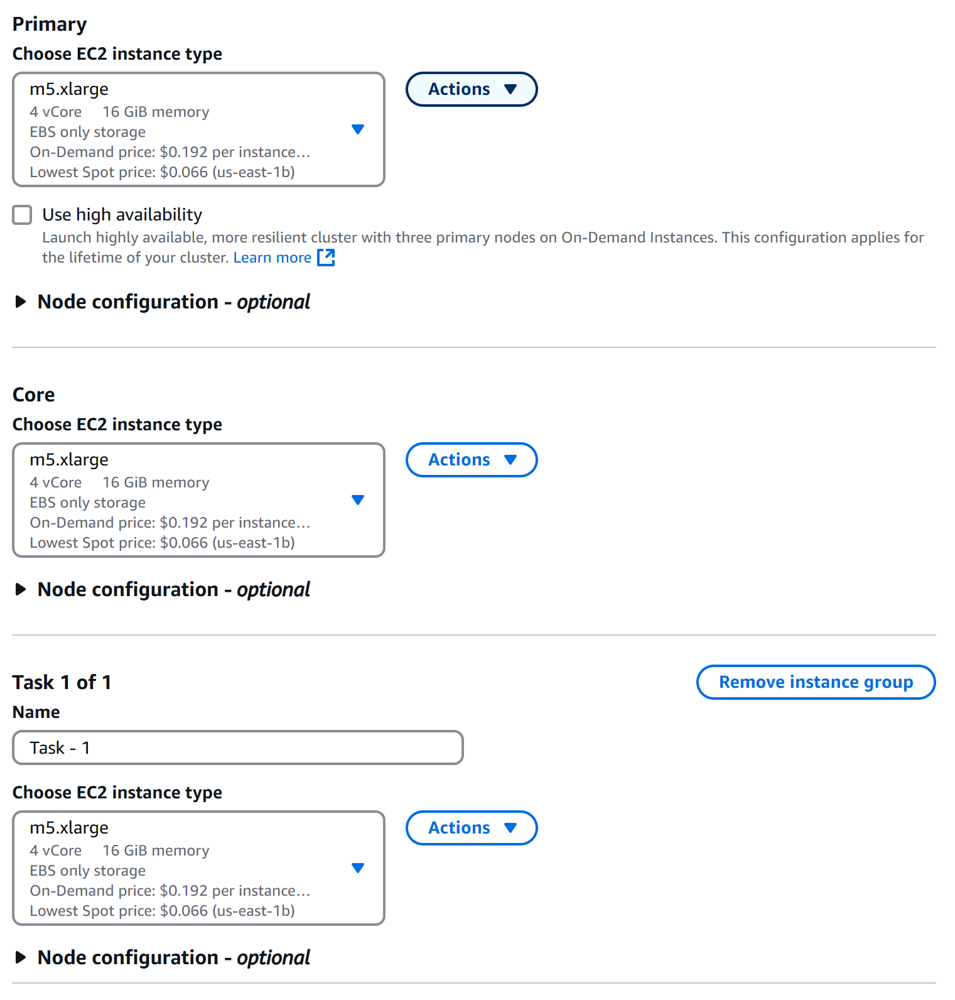 Primary
Choose EC2 instance type
m5.xlarge
Actions
4 vCore 16 GiB memory
EBS only storage
On-Demand price: $0.192 per instance…
Lowest Spot price: $0.066 (us-east-1b)
Use high availability
Launch highly available, more resilient cluster with three primary nodes on On-Demand Instances. This configuration applies for
the lifetime of your cluster. Learn more
Node configuration - optional
Core
Choose EC2 instance type
m5.xlarge
Actions
4 vCore 16 GiB memory
EBS only storage
On-Demand price: $0.192 per instance…
Lowest Spot price: $0.066 (us-east-1b)
Node configuration - optional
Task 1 of 1
Remove instance group
Name
Task - 1
Choose EC2 instance type
m5.xlarge
Actions
4 vCore 16 GiB memory
EBS only storage
On-Demand price: $0.192 per instance…
Lowest Spot price: $0.066 (us-east-1b)
Node configuration - optional